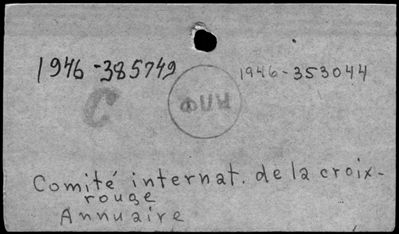 1946-385749 1946-353044
C
ФИИ
Comité internat. de la croix-
rouge
Annuaire